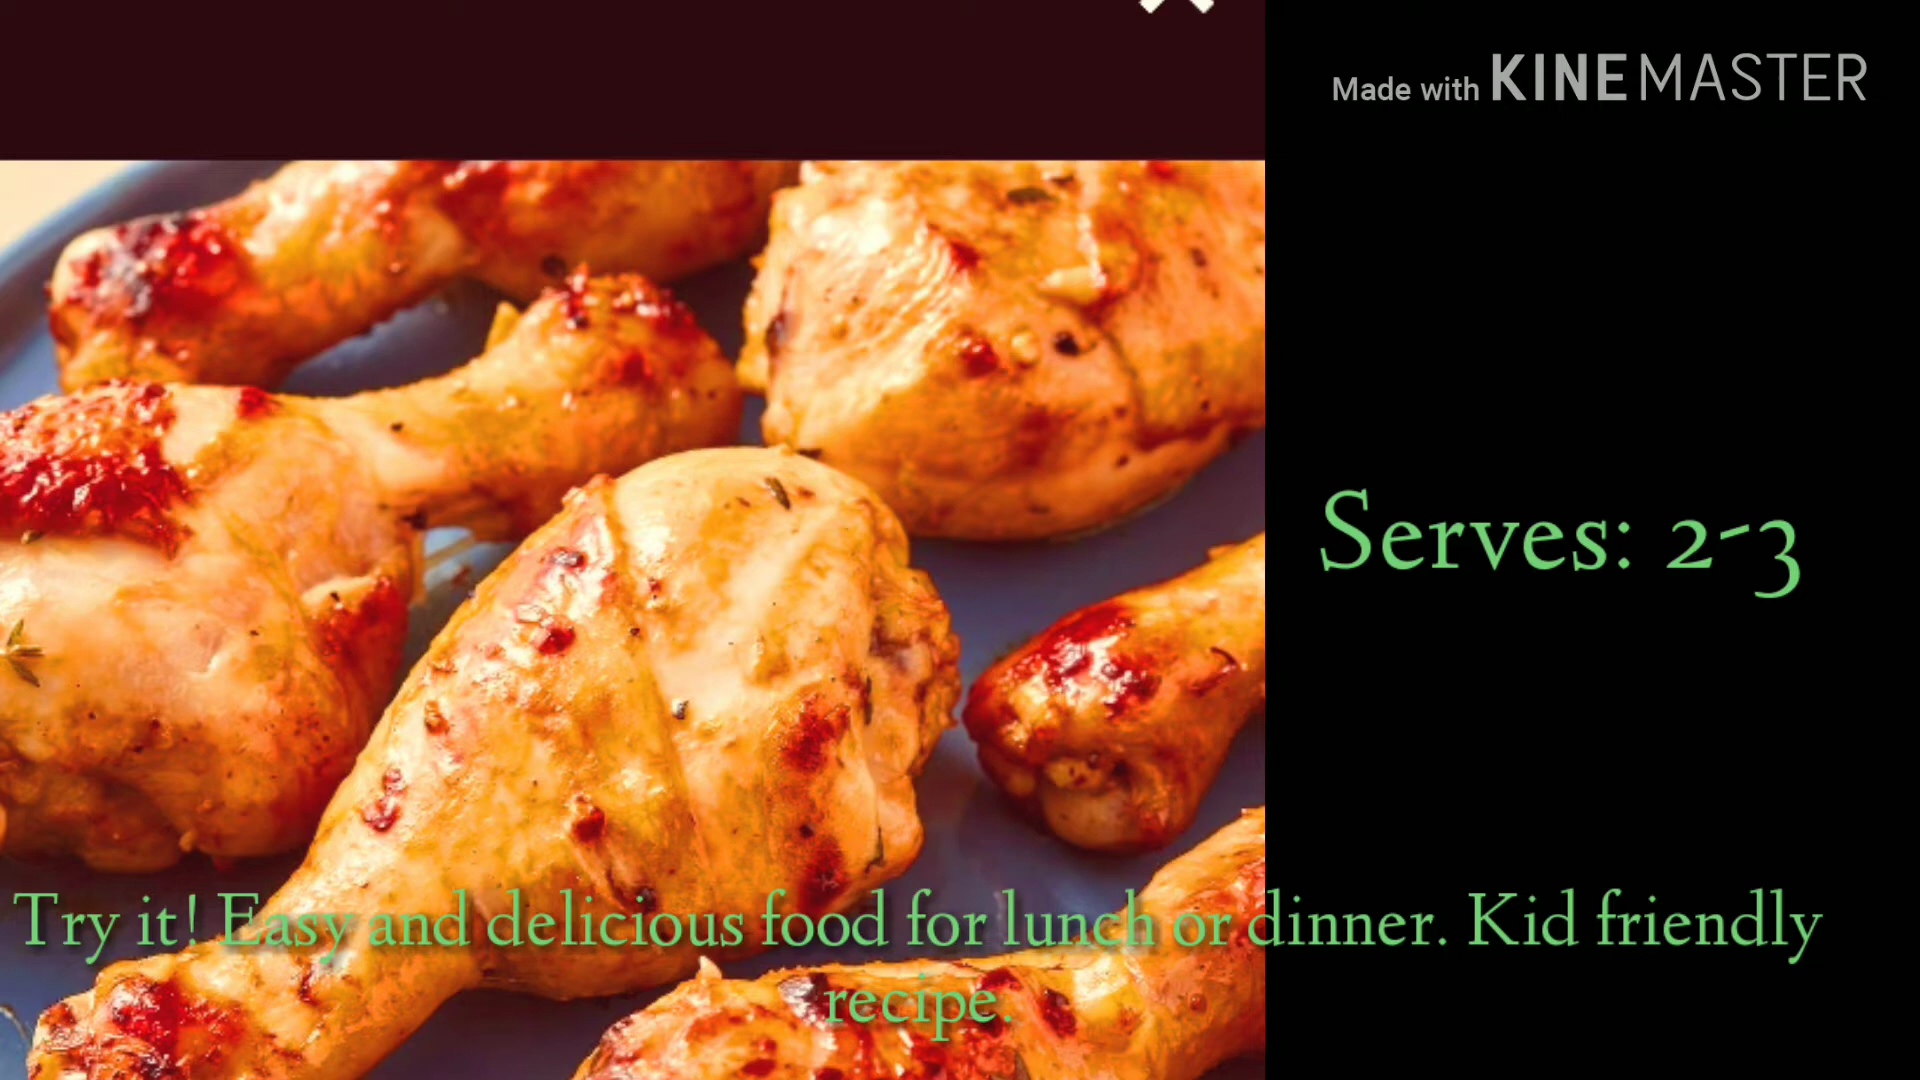 Made with KINEMASTER
Serves: 2-3
Try it! Easy and delicious food for lunch or dinner. Kid friendly
recipe.